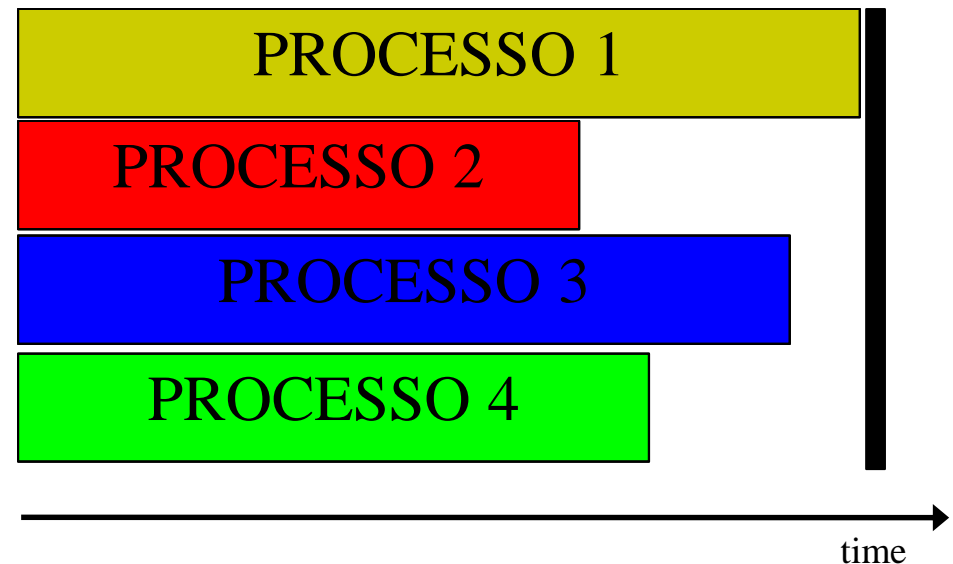 PROCESSO 1
PROCESSO 2
PROCESSO 3
PROCESSO 4
time